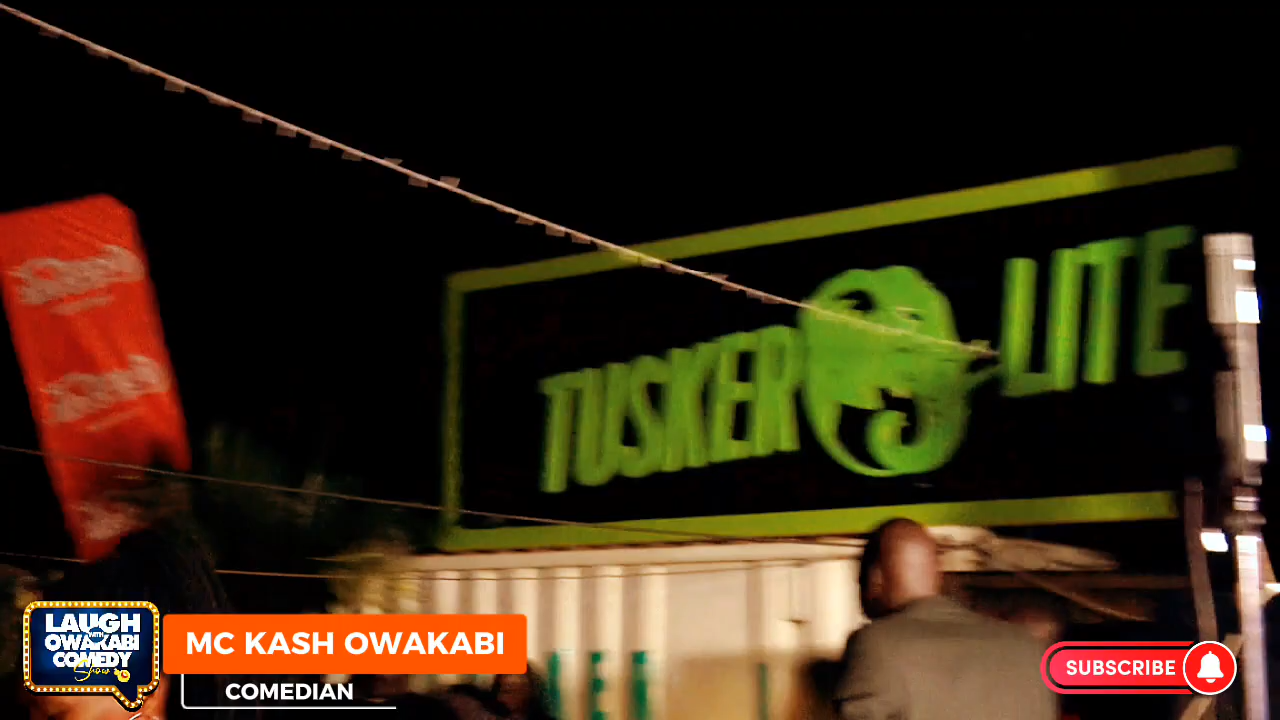 TUSKER LITE
LAUGH
WITH
OWAKABI
COMEDY
Show
MC KASH OWAKABI
COMEDIAN
SUBSCRIBE